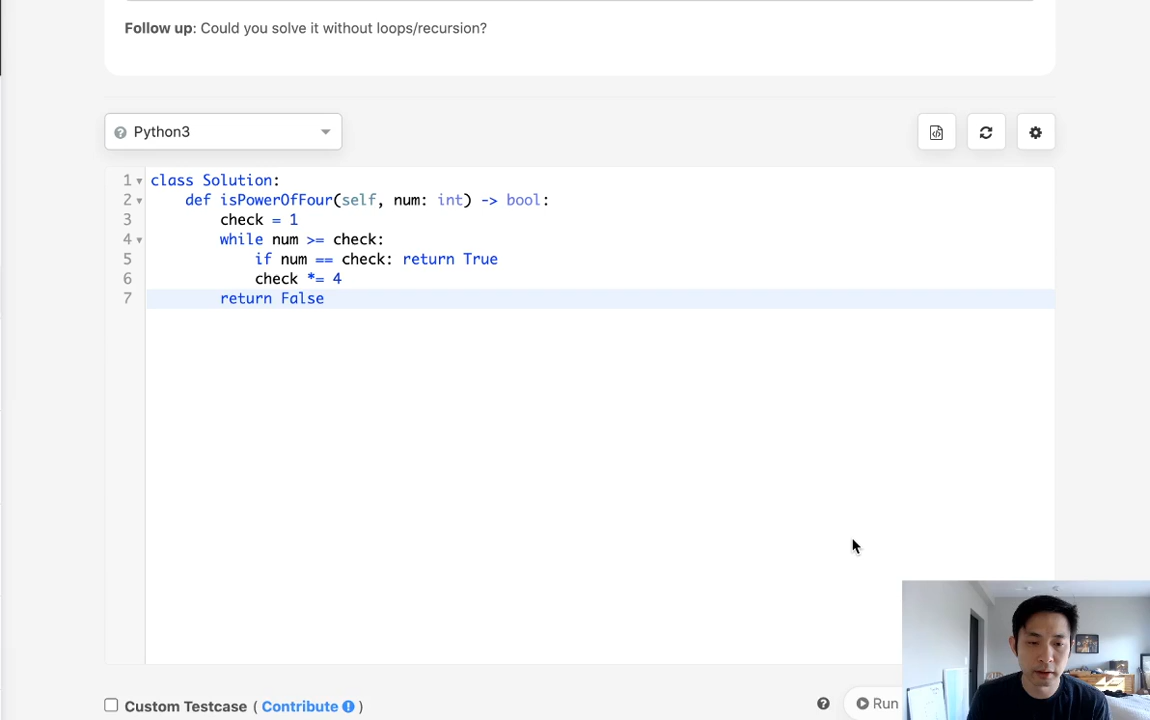 Follow up: Could you solve it without loops/recursion?
Python3
1 class Solution:
2 def isPowerOfFour(self, num: int) -> bool:
3 check = 1
4 while num >= check:
5 if num == check: return True
6 check *= 4
7 return False
Custom Testcase ( Contribute )
Run